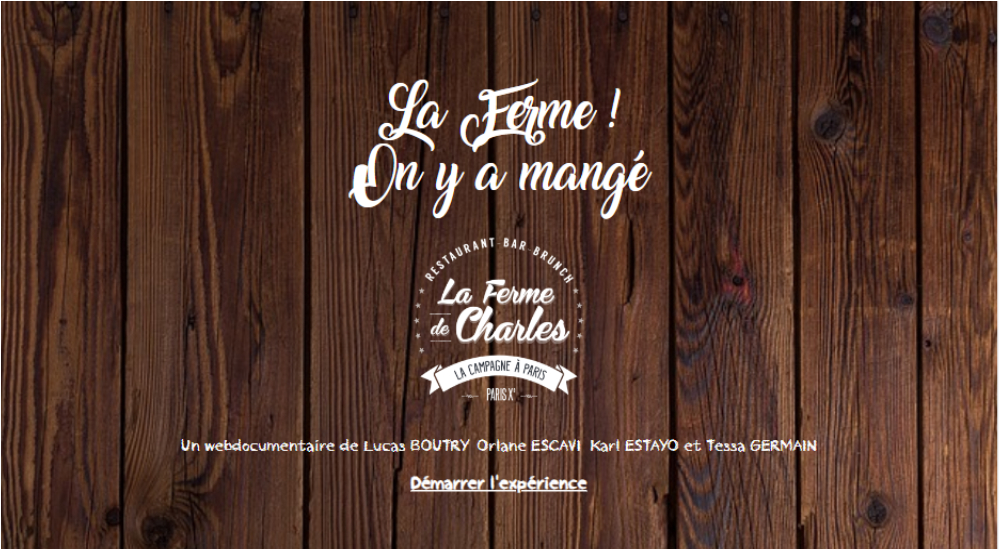 La Ferme !
On y a mangé
RESTAURANT-BAR-BRUNCH
La Ferme
de Charles
LA CAMPAGNE À PARIS
PARIS Xe
Un webdocumentaire de Lucas BOUTRY Orlane ESCAVI Karl ESTAYO et Tessa GERMAIN
Démarrer l'expérience